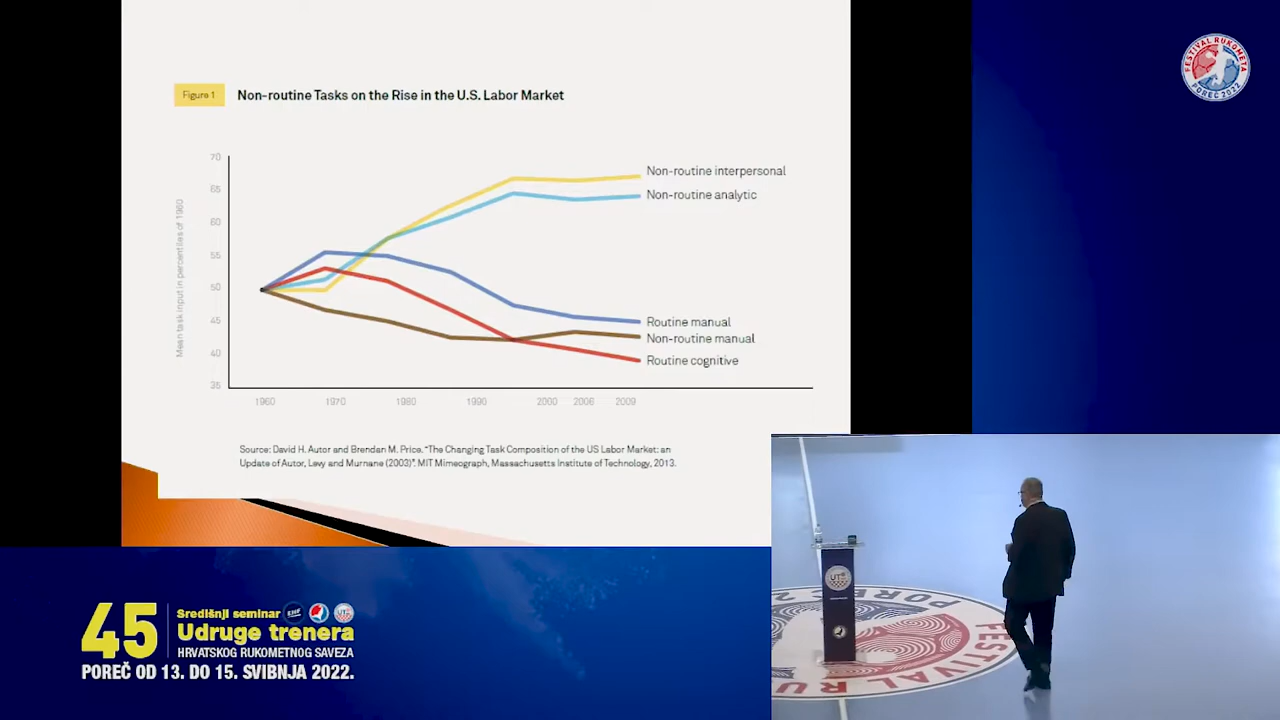 Figure 1
Non-routine Tasks on the Rise in the U.S. Labor Market
Mean task input in percentiles of 1960
70
65
60
55
50
45
40
35
Non-routine interpersonal
Non-routine analytic
Routine manual
Non-routine manual
Routine cognitive
1960 1970 1980 1990 2000 2006 2009
Source: David H. Autor and Brendan M. Price. "The Changing Task Composition of the US Labor Market: an
Update of Autor, Levy and Murnane (2003)". MIT Mimeograph, Massachusetts Institute of Technology, 2013.
FESTIVAL RUKOMETA
POREČ 2022
45
Središnji seminar
EHF
Udruge trenera
HRVATSKOG RUKOMETNOG SAVEZA
POREČ OD 13. DO 15. SVIBNJA 2022.